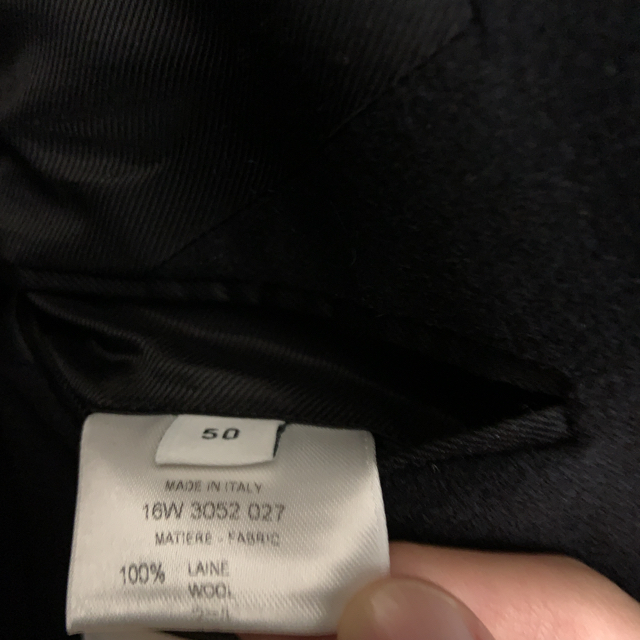 50
MADE IN ITALY
16W 3052 027
MATIERE - FABRIC
100% LAINE
WOOL